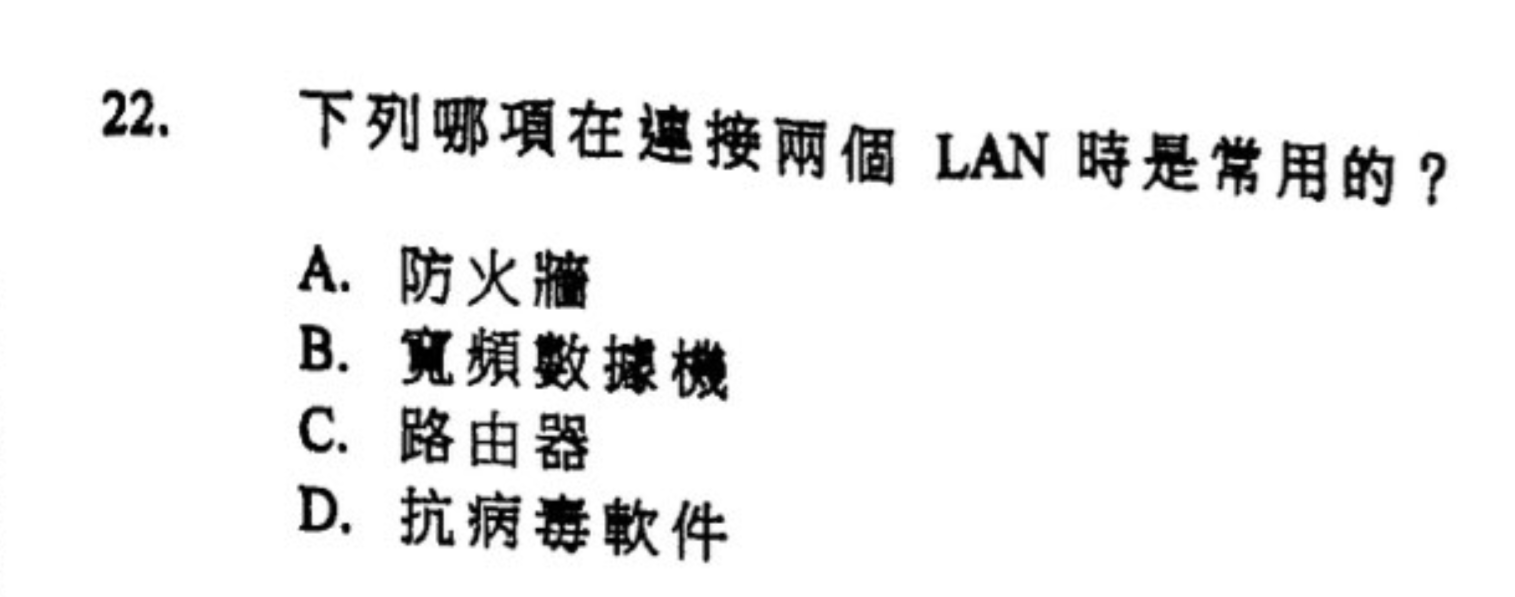 22. 下列哪項在連接兩個 LAN 時是常用的？
A. 防火牆
B. 寬頻數據機
C. 路由器
D. 抗病毒軟件